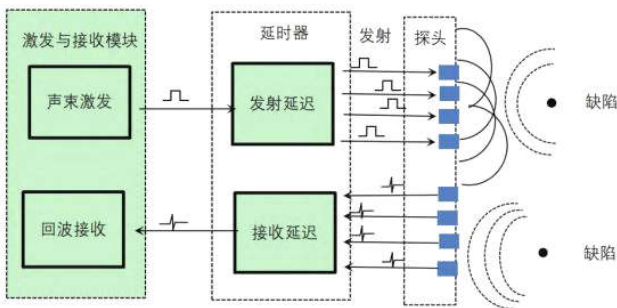 激发与接收模块
延时器
发射
探头
声束激发
发射延迟
缺陷
回波接收
接收延迟
缺陷